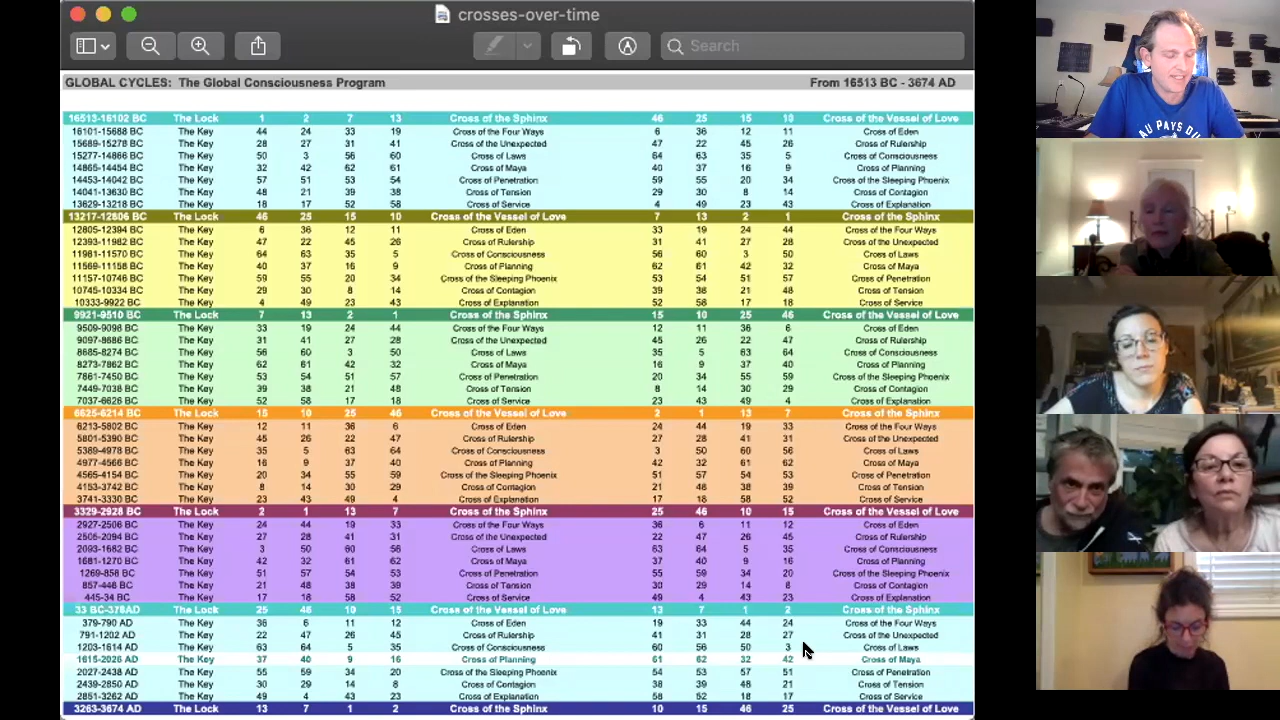 crosses-over-time
Search
GLOBAL CYCLES: The Global Consciousness Program From 16513 BC - 3674 AD
16513-16102 BC The Lock 1 2 7 13 Cross of the Sphinx 46 25 15 10 Cross of the Vessel of Love
16101-15688 BC The Key 44 24 33 19 Cross of the Four Ways 6 36 12 11 Cross of Eden
15689-15278 BC The Key 28 27 31 41 Cross of the Unexpected 47 22 45 26 Cross of Rulership
15277-14866 BC The Key 50 3 56 60 Cross of Laws 64 63 35 5 Cross of Consciousness
14865-14454 BC The Key 32 42 62 61 Cross of Maya 40 37 16 9 Cross of Planning
14453-14042 BC The Key 57 51 53 54 Cross of Penetration 59 55 20 34 Cross of the Sleeping Phoenix
14041-13630 BC The Key 48 21 39 38 Cross of Tension 29 30 8 14 Cross of Contagion
13629-13218 BC The Key 18 17 52 58 Cross of Service 4 49 23 43 Cross of Explanation
13217-12806 BC The Lock 46 25 15 10 Cross of the Vessel of Love 7 13 2 1 Cross of the Sphinx
12805-12394 BC The Key 6 36 12 11 Cross of Eden 33 19 24 44 Cross of the Four Ways
12393-11982 BC The Key 47 22 45 26 Cross of Rulership 31 41 27 28 Cross of the Unexpected
11981-11570 BC The Key 64 63 35 5 Cross of Consciousness 56 60 3 50 Cross of Laws
11569-11158 BC The Key 40 37 16 9 Cross of Planning 62 61 42 32 Cross of Maya
11157-10746 BC The Key 59 55 20 34 Cross of the Sleeping Phoenix 53 54 51 57 Cross of Penetration
10745-10334 BC The Key 29 30 8 14 Cross of Contagion 39 38 21 48 Cross of Tension
10333-9922 BC The Key 4 49 23 43 Cross of Explanation 52 58 17 18 Cross of Service
9921-9510 BC The Lock 7 13 2 1 Cross of the Sphinx 15 10 25 46 Cross of the Vessel of Love
9509-9098 BC The Key 33 19 24 44 Cross of the Four Ways 12 11 36 6 Cross of Eden
9097-8686 BC The Key 31 41 27 28 Cross of the Unexpected 45 26 22 47 Cross of Rulership
8685-8274 BC The Key 56 60 3 50 Cross of Laws 35 5 63 64 Cross of Consciousness
8273-7862 BC The Key 62 61 42 32 Cross of Maya 16 9 37 40 Cross of Planning
7861-7450 BC The Key 53 54 51 57 Cross of Penetration 20 34 55 59 Cross of the Sleeping Phoenix
7449-7038 BC The Key 39 38 21 48 Cross of Tension 8 14 30 29 Cross of Contagion
7037-6626 BC The Key 52 58 17 18 Cross of Service 23 43 49 4 Cross of Explanation
6625-6214 BC The Lock 15 10 25 46 Cross of the Vessel of Love 2 1 13 7 Cross of the Sphinx
6213-5802 BC The Key 12 11 36 6 Cross of Eden 24 44 19 33 Cross of the Four Ways
5801-5390 BC The Key 45 26 22 47 Cross of Rulership 27 28 41 31 Cross of the Unexpected
5389-4978 BC The Key 35 5 63 64 Cross of Consciousness 3 50 60 56 Cross of Laws
4977-4566 BC The Key 16 9 37 40 Cross of Planning 42 32 61 62 Cross of Maya
4565-4154 BC The Key 20 34 55 59 Cross of the Sleeping Phoenix 51 57 54 53 Cross of Penetration
4153-3742 BC The Key 8 14 30 29 Cross of Contagion 21 48 38 39 Cross of Tension
3741-3330 BC The Key 23 43 49 4 Cross of Explanation 17 18 58 52 Cross of Service
3329-2928 BC The Lock 2 1 13 7 Cross of the Sphinx 25 46 10 15 Cross of the Vessel of Love
2927-2506 BC The Key 24 44 19 33 Cross of the Four Ways 36 6 11 12 Cross of Eden
2505-2094 BC The Key 27 28 41 31 Cross of the Unexpected 22 47 26 45 Cross of Rulership
2093-1682 BC The Key 3 50 60 56 Cross of Laws 63 64 5 35 Cross of Consciousness
1681-1270 BC The Key 42 32 61 62 Cross of Maya 37 40 9 16 Cross of Planning
1269-858 BC The Key 51 57 54 53 Cross of Penetration 55 59 34 20 Cross of the Sleeping Phoenix
857-446 BC The Key 21 48 38 39 Cross of Tension 30 29 14 8 Cross of Contagion
445-34 BC The Key 17 18 58 52 Cross of Service 49 4 43 23 Cross of Explanation
33 BC-378AD The Lock 25 46 10 15 Cross of the Vessel of Love 13 7 1 2 Cross of the Sphinx
379-790 AD The Key 36 6 11 12 Cross of Eden 19 33 44 24 Cross of the Four Ways
791-1202 AD The Key 22 47 26 45 Cross of Rulership 41 31 28 27 Cross of the Unexpected
1203-1614 AD The Key 63 64 5 35 Cross of Consciousness 60 56 50 3 Cross of Laws
1615-2026 AD The Key 37 40 9 16 Cross of Planning 61 62 32 42 Cross of Maya
2027-2438 AD The Key 55 59 34 20 Cross of the Sleeping Phoenix 54 53 57 51 Cross of Penetration
2439-2850 AD The Key 30 29 14 8 Cross of Contagion 38 39 48 21 Cross of Tension
2851-3262 AD The Key 49 4 43 23 Cross of Explanation 58 52 18 17 Cross of Service
3263-3674 AD The Lock 13 7 1 2 Cross of the Sphinx 10 15 46 25 Cross of the Vessel of Love
AU PAYS DU